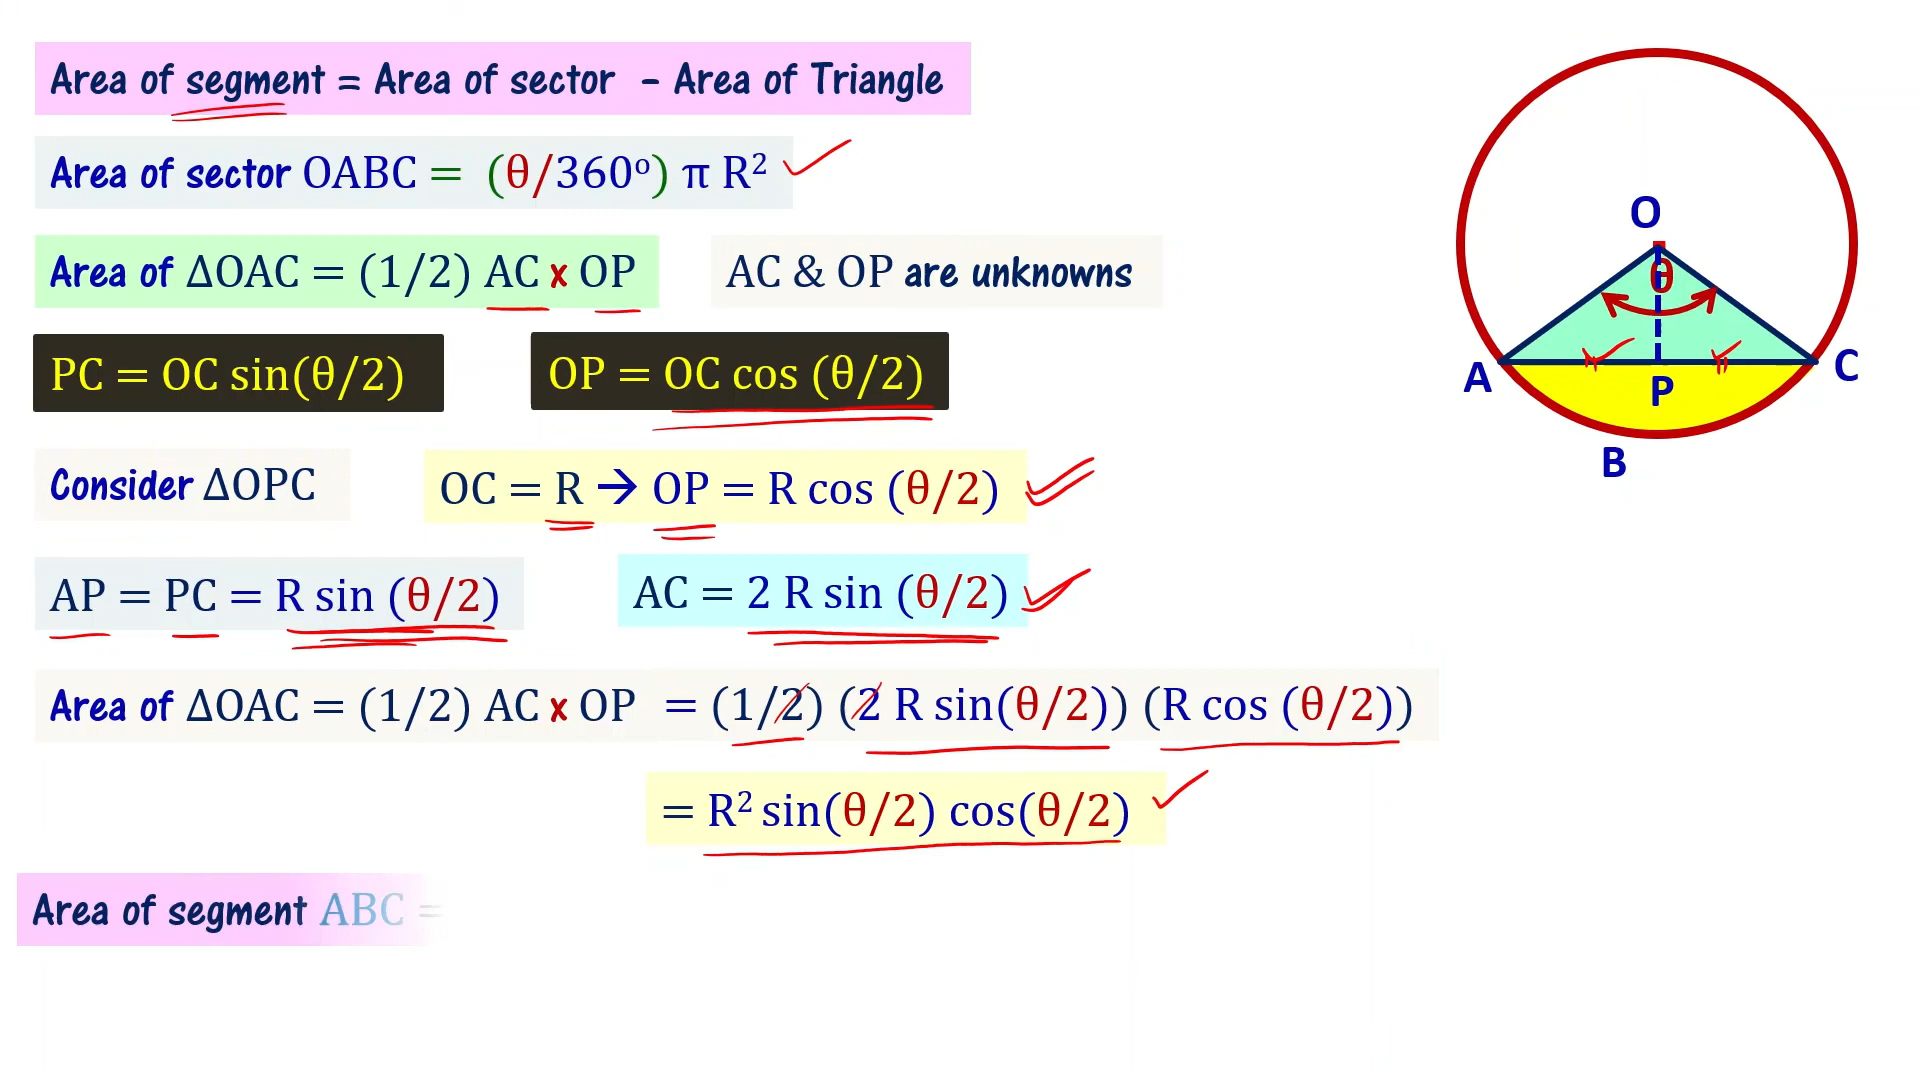 Area of segment = Area of sector - Area of Triangle
Area of sector OABC = (θ/360º) π R²
Area of ΔOAC = (1/2) AC x OP
AC & OP are unknowns
PC = OC sin(θ/2)
OP = OC cos (θ/2)
Consider ΔOPC
OC = R → OP = R cos (θ/2)
AP = PC = R sin (θ/2)
AC = 2 R sin (θ/2)
Area of ΔOAC = (1/2) AC x OP = (1/2) (2 R sin(θ/2)) (R cos (θ/2))
= R² sin(θ/2) cos(θ/2)
Area of segment ABC =
O
θ
A
P
C
B